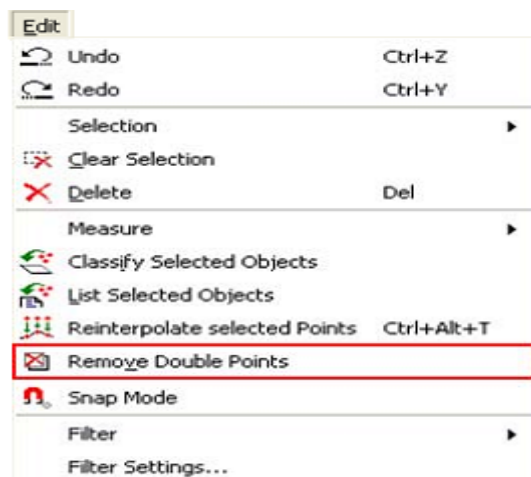 Edit
Undo Ctrl+Z
Redo Ctrl+Y
Selection
Clear Selection
Delete Del
Measure
Classify Selected Objects
List Selected Objects
Reinterpolate selected Points Ctrl+Alt+T
Remove Double Points
Snap Mode
Filter
Filter Settings...